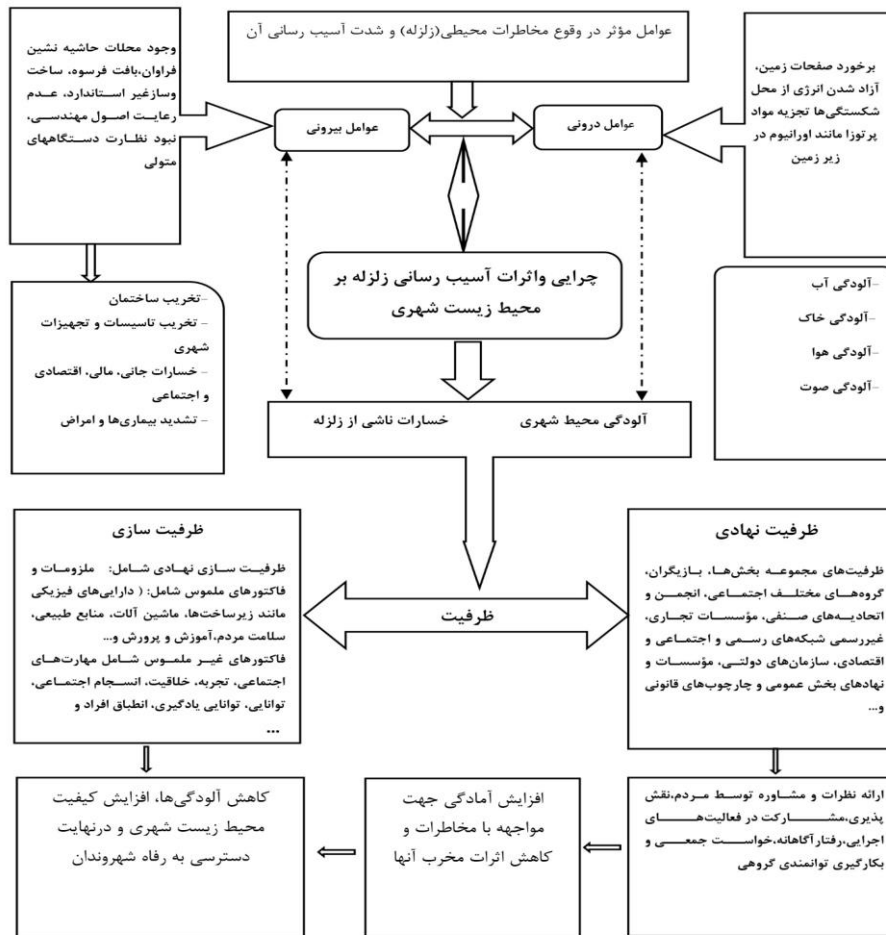 عوامل مؤثر در وقوع مخاطرات محیطی(زلزله) و شدت آسیب رسانی آن
برخورد صفحات زمین،
آزاد شدن انرژی از محل
شکستگی‌ها تجزیه مواد
پرتوزا مانند اورانیوم در
زیر زمین
وجود محلات حاشیه نشین
فراوان،بافت فرسوه، ساخت
وسازغیر استاندارد، عدم
رعایت اصول مهندسی،
نبود نظارت دستگاههای
متولی
عوامل درونی
عوامل بیرونی
چرایی واثرات آسیب رسانی زلزله بر
محیط زیست شهری
–آلودگی آب
–آلودگی خاک
–آلودگی هوا
–آلودگی صوت
–تخریب ساختمان
– تخریب تاسیسات و تجهیزات
شهری
– خسارات جانی، مالی، اقتصادی
و اجتماعی
– تشدید بیماری‌ها و امراض
آلودگی محیط شهری خسارات ناشی از زلزله
ظرفیت نهادی
ظرفیت‌های مجموعه بخش‌ها، بازیگران،
گروه‌های مختلف اجتماعی، انجمن و
اتحادیه‌های صنفی، مؤسسات تجاری،
غیررسمی شبکه‌های رسمی و اجتماعی و
اقتصادی، سازمان‌های دولتی، مؤسسات و
نهادهای بخش عمومی و چارچوب‌های قانونی
و...
ظرفیت
ظرفیت سازی
ظرفیت سازی نهادی شامل: ملزومات و
فاکتورهای ملموس شامل: ( دارایی‌های فیزیکی
مانند زیرساخت‌ها، ماشین آلات، منابع طبیعی،
سلامت مردم،آموزش و پرورش و...
فاکتورهای غیر ملموس شامل مهارت‌های
اجتماعی، تجربه، خلاقیت، انسجام اجتماعی،
توانایی، توانایی یادگیری، انطباق افراد و
...
ارائه نظرات و مشاوره توسط مردم،نقش
پذیری،مشارکت در فعالیت‌های
اجرایی،رفتارآگاهانه،خواست جمعی و
بکارگیری توانمندی گروهی
افزایش آمادگی جهت
مواجهه با مخاطرات و
کاهش اثرات مخرب آنها
کاهش آلودگی‌ها، افزایش کیفیت
محیط زیست شهری و درنهایت
دسترسی به رفاه شهروندان